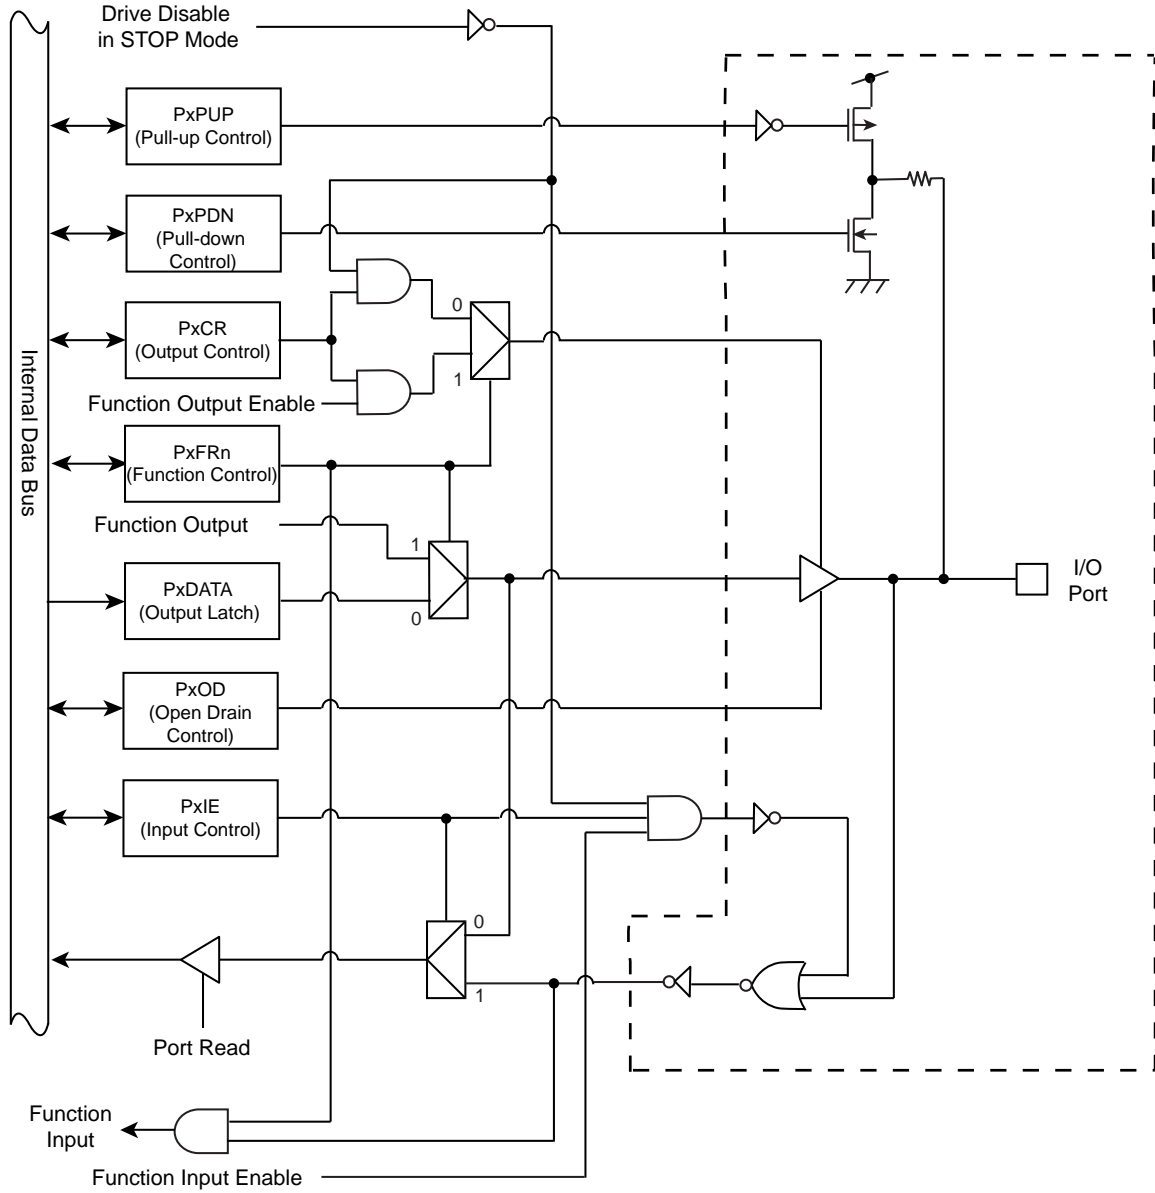 Drive Disable
in STOP Mode
PxPUP
(Pull-up Control)
PxPDN
(Pull-down
Control)
PxCR
(Output Control)
0
1
Function Output Enable
Internal Data Bus
PxFRn
(Function Control)
Function Output
1
0
PxDATA
(Output Latch)
I/O
Port
PxOD
(Open Drain
Control)
PxIE
(Input Control)
0
1
Port Read
Function
Input
Function Input Enable